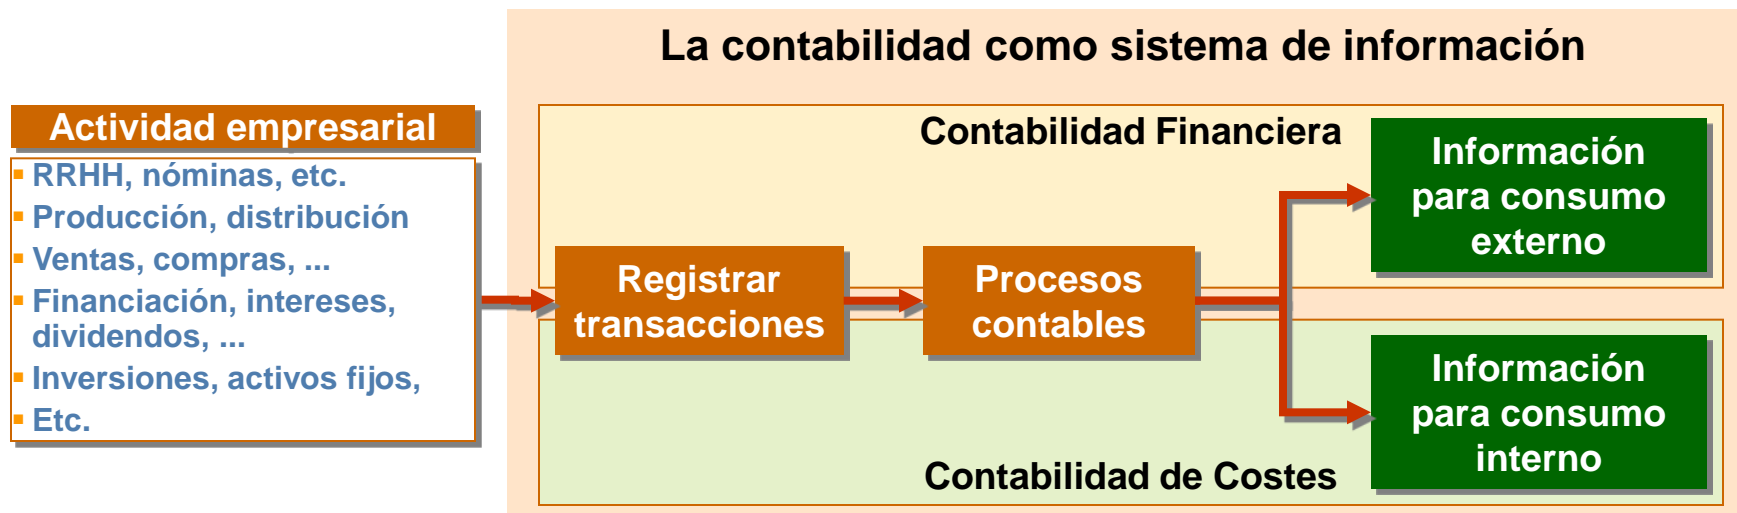 La contabilidad como sistema de información
Actividad empresarial
RRHH, nóminas, etc.
Producción, distribución
Ventas, compras, ...
Financiación, intereses,
dividendos, ...
Inversiones, activos fijos,
Etc.
Contabilidad Financiera
Registrar
transacciones
Procesos
contables
Información
para consumo
externo
Información
para consumo
interno
Contabilidad de Costes